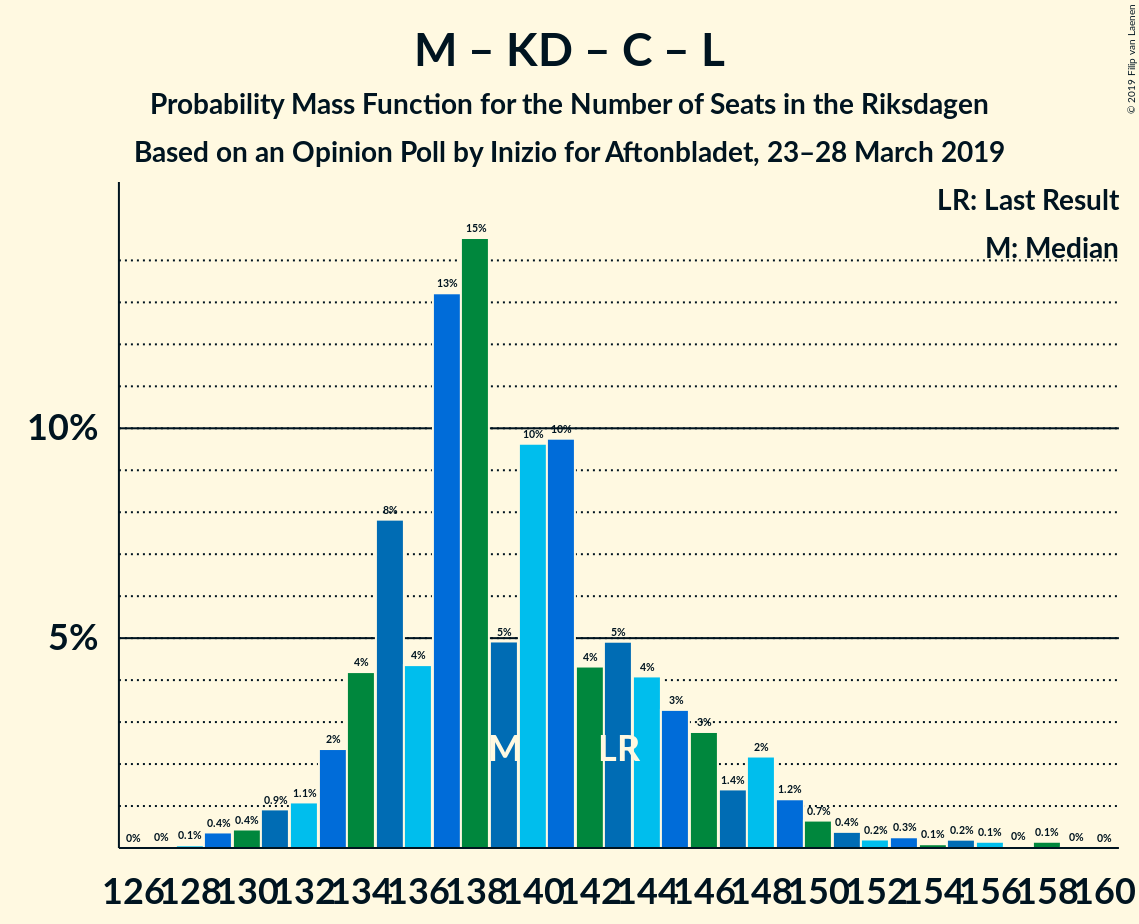 M – KD – C – L
Probability Mass Function for the Number of Seats in the Riksdagen
Based on an Opinion Poll by Inizio for Aftonbladet, 23–28 March 2019
© 2019 Filip van Laenen
LR: Last Result
M: Median
10%
5%
0% 0% 0.1% 0.4% 0.4% 0.9% 1.1% 2% 4% 8% 4% 13% 15% 5% 10% 10% 4% 5% 4% 3% 3% 1.4% 2% 1.2% 0.7% 0.4% 0.2% 0.3% 0.1% 0.2% 0.1% 0% 0.1% 0% 0%
M LR
126 128 130 132 134 136 138 140 142 144 146 148 150 152 154 156 158 160